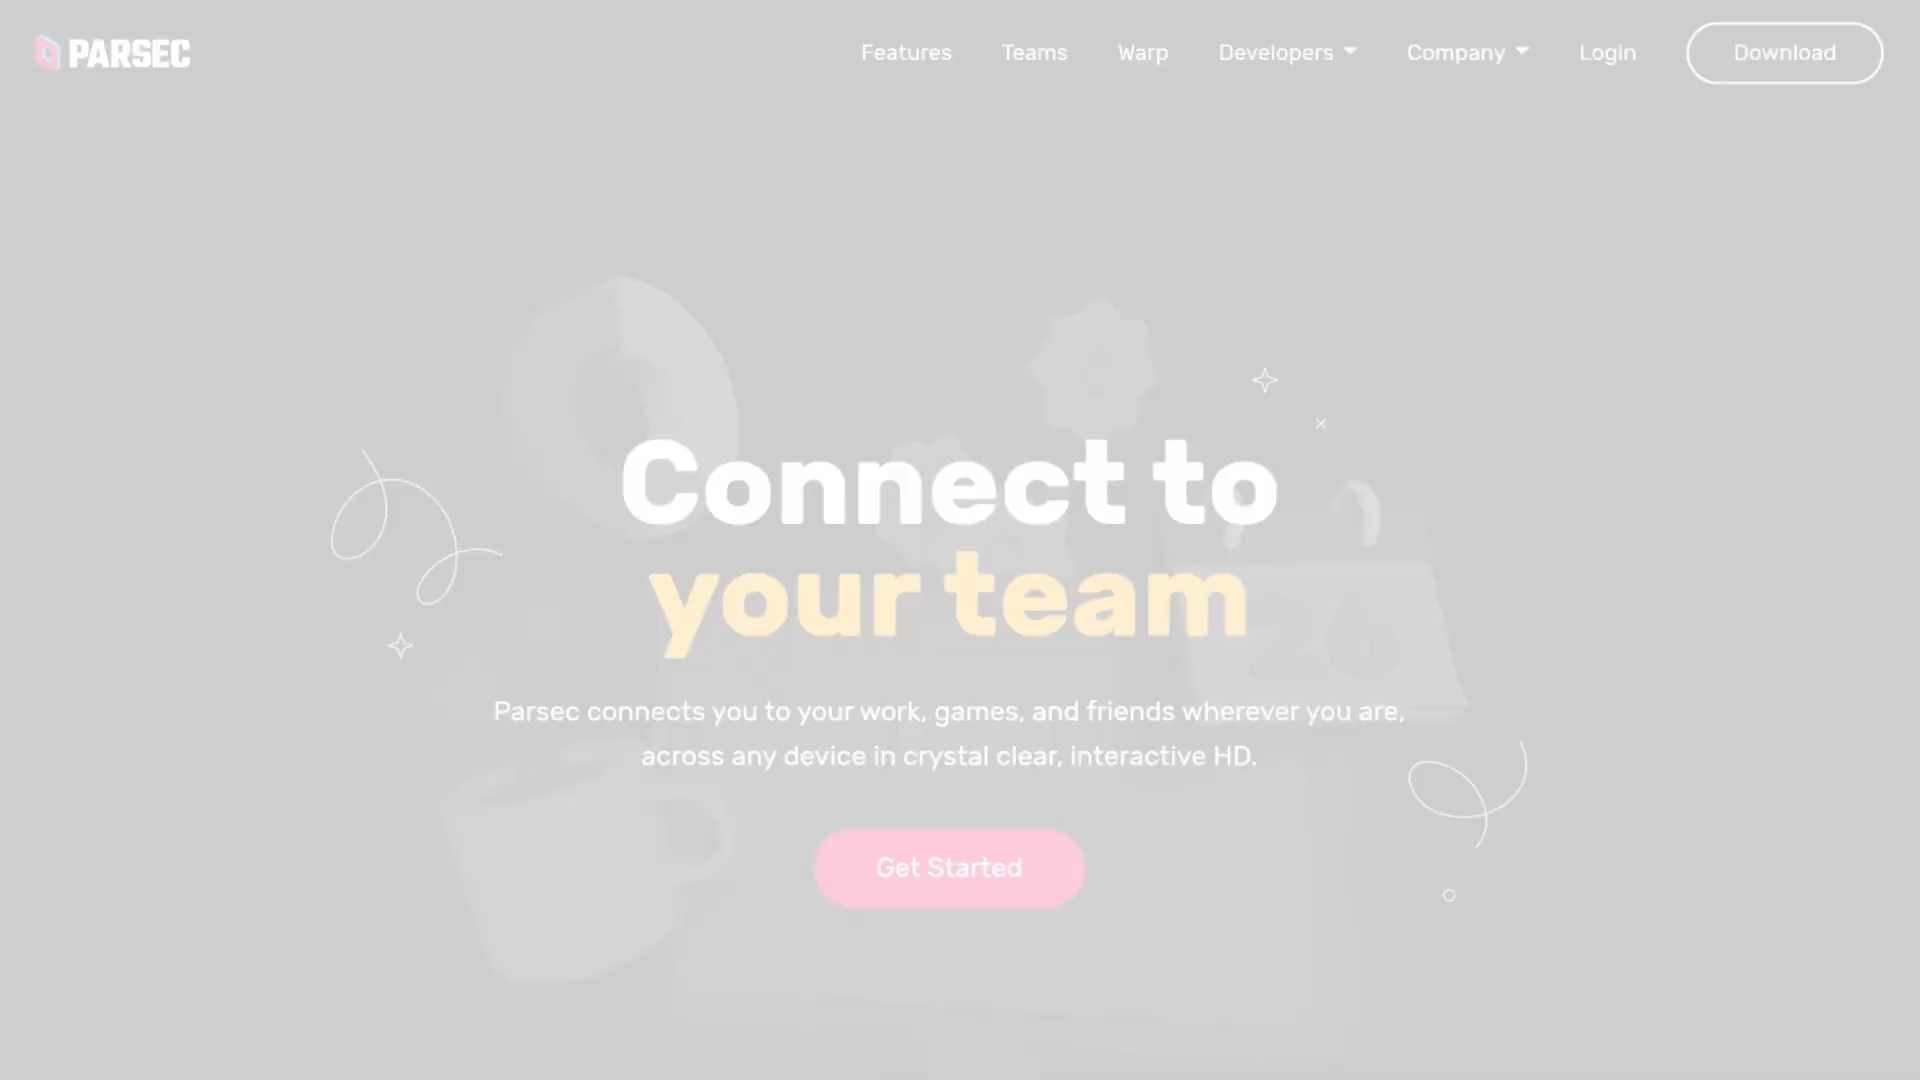 PARSEC
Features Teams Warp Developers Company Login Download
Connect to
your team
26
Parsec connects you to your work, games, and friends wherever you are,
across any device in crystal clear, interactive HD.
Get Started